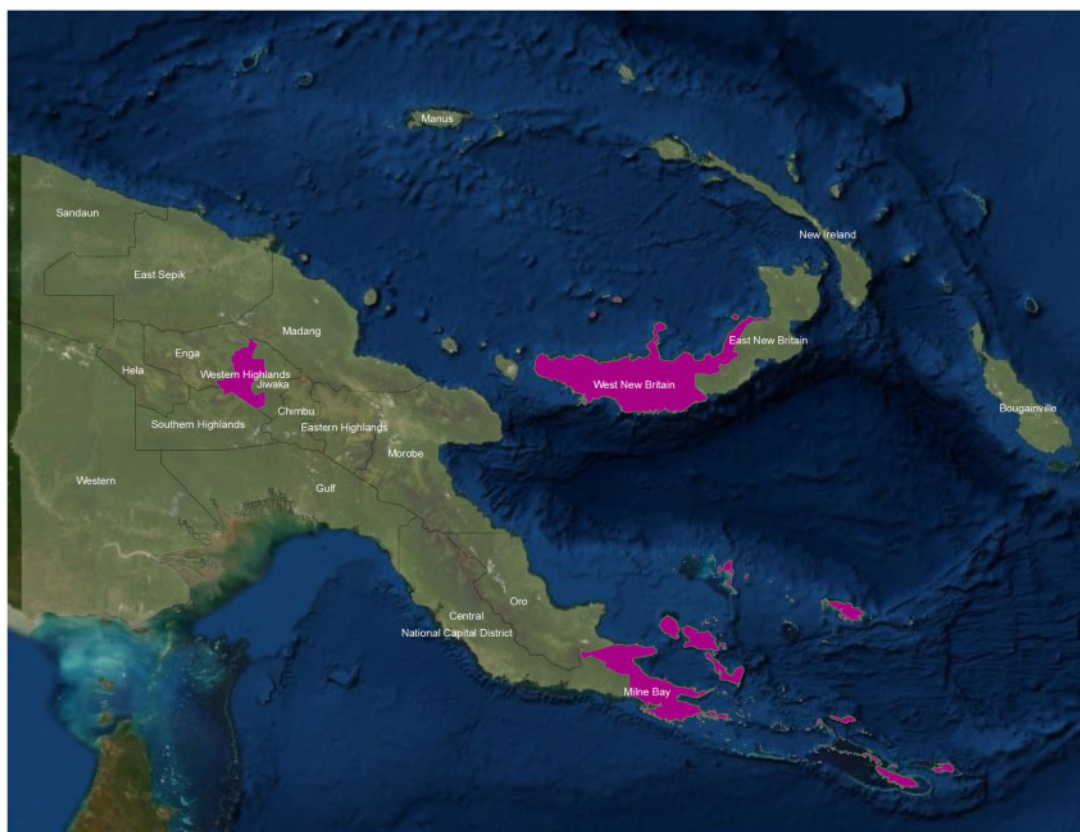 Manus
Sandaun
New Ireland
East Sepik
Madang
East New Britain
Enga
Hela
Western Highlands
Jiwaka
West New Britain
Bougainville
Chimbu
Southern Highlands
Eastern Highlands
Morobe
Western
Gulf
Oro
Central
National Capital District
Milne Bay